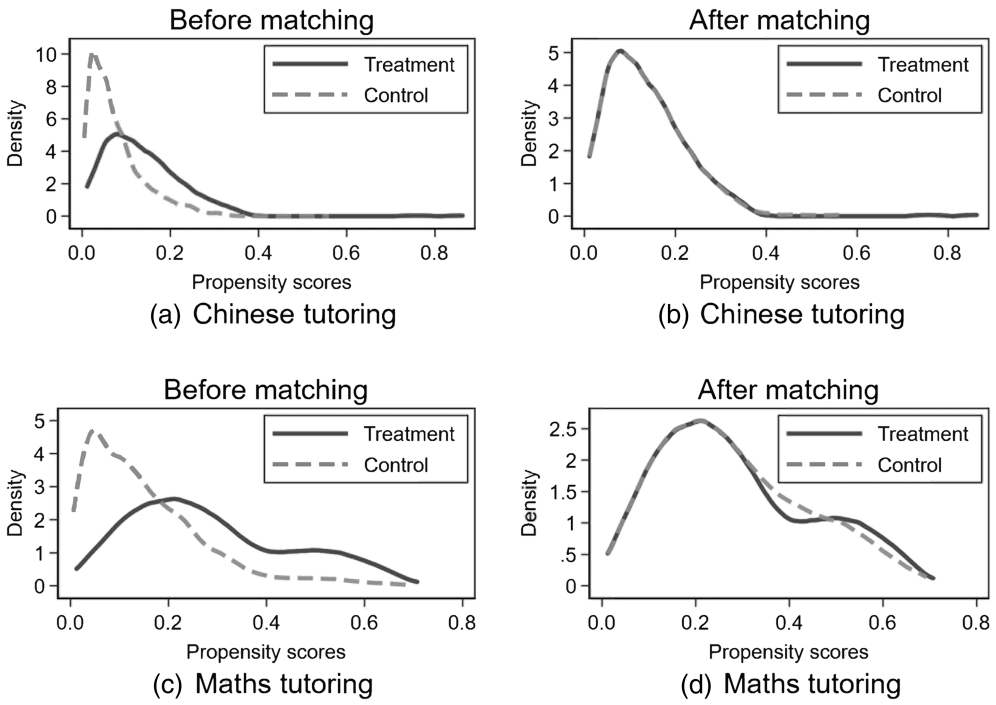 Before matching
Density
10
8
6
4
2
0
Treatment
Control
0.0 0.2 0.4 0.6 0.8
Propensity scores
(a) Chinese tutoring
After matching
Density
5
4
3
2
1
0
Treatment
Control
0.0 0.2 0.4 0.6 0.8
Propensity scores
(b) Chinese tutoring
Before matching
Density
5
4
3
2
1
0
Treatment
Control
0.0 0.2 0.4 0.6 0.8
Propensity scores
(c) Maths tutoring
After matching
Density
2.5
2
1.5
1
.5
0
Treatment
Control
0.0 0.2 0.4 0.6 0.8
Propensity scores
(d) Maths tutoring